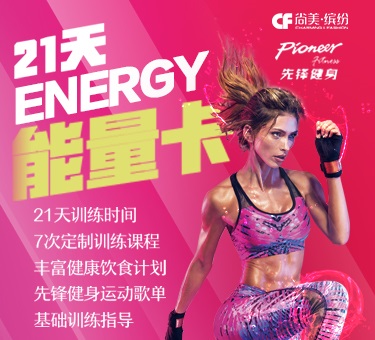 CF 尚美·缤纷
CHARMING FASHION
Pioneer
Fitness
先锋健身
21天
ENERGY
能量卡
21天训练时间
7次定制训练课程
丰富健康饮食计划
先锋健身运动歌单
基础训练指导